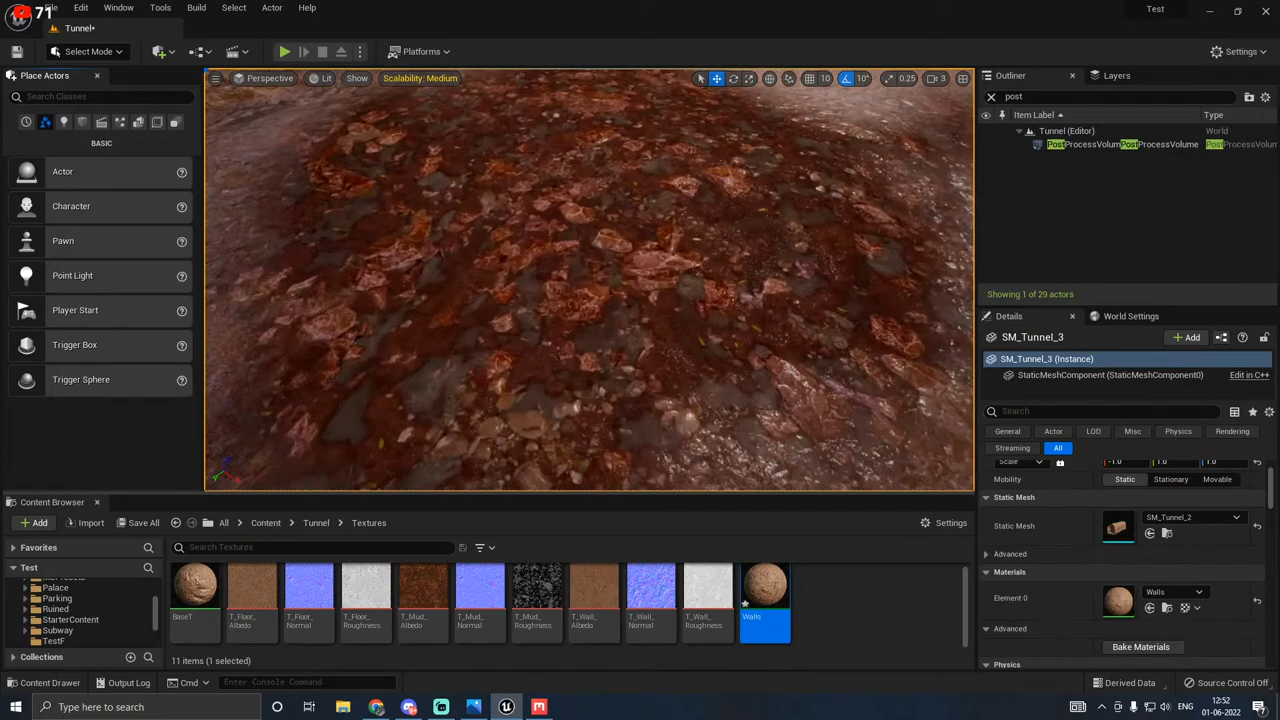 71
File Edit Window Tools Build Select Actor Help
Test
Tunnel*
Select Mode
Platforms
Settings
Place Actors
Search Classes
BASIC
Actor
Character
Pawn
Point Light
Player Start
Trigger Box
Trigger Sphere
Perspective Lit Show Scalability: Medium
10 10° 0.25 3
Outliner Layers
post
Item Label Type
Tunnel (Editor) World
PostProcessVolumPostProcessVolume PostProcessVolum
Showing 1 of 29 actors
Details World Settings
SM_Tunnel_3
Add
SM_Tunnel_3 (Instance)
StaticMeshComponent (StaticMeshComponent0) Edit in C++
Search
General Actor LOD Misc Physics Rendering
Streaming All
Scale -1.0 1.0 1.0
Mobility Static Stationary Movable
Static Mesh
Static Mesh SM_Tunnel_2
Advanced
Materials
Element 0 Walls
Advanced
Bake Materials
Physics
Content Browser
Add Import Save All All Content Tunnel Textures Settings
Favorites
Search Textures
Test
Palace
Paking
Ruined
StarterContent
Subway
TestF
Collections
BaseT
T_Floor_Albedo
T_Floor_Normal
T_Floor_Roughness
T_Mud_Albedo
T_Mud_Normal
T_Mud_Roughness
T_Wall_Albedo
T_Wall_Normal
T_Wall_Roughness
Walls
11 items (1 selected)
Content Drawer Output Log Cmd Enter Console Command Derived Data Source Control Off
Type here to search
ENG
12:52
01-06-2022